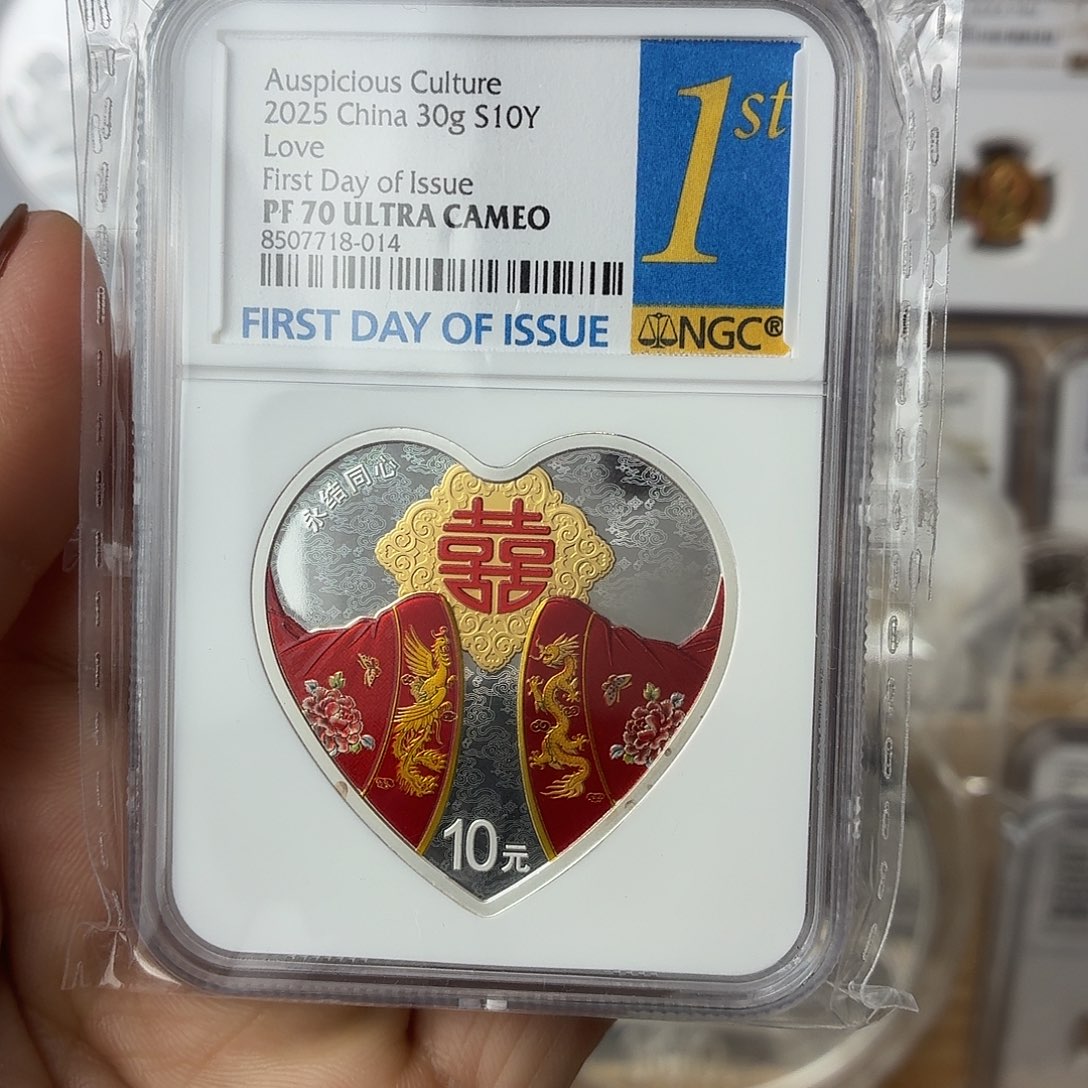 Auspicious Culture
2025 China 30g S10Y
Love
First Day of Issue
PF 70 ULTRA CAMEO
8507718-014
FIRST DAY OF ISSUE
1st
NGC®
永结同心
囍
10元